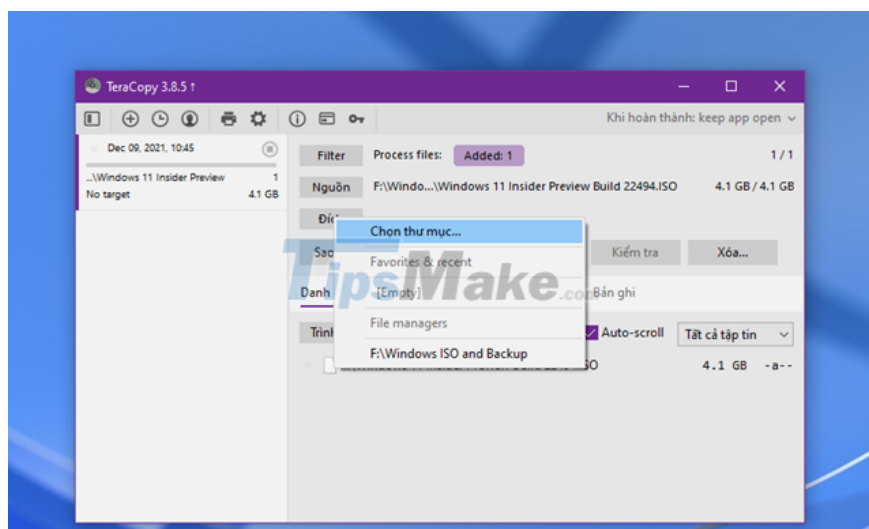 TeraCopy 3.8.5 ↑
Khi hoàn thành: keep app open
Dec 09, 2021, 10:45
...\Windows 11 Insider Preview 1
No target 4.1 GB
Filter Process files: Added: 1 1 / 1
Nguồn F:\Windo...\Windows 11 Insider Preview Build 22494.ISO 4.1 GB / 4.1 GB
Chọn thư mục...
Favorites & recent
[Empty]
File managers
F:\Windows ISO and Backup
Kiểm tra Xóa...
TipsMake.com
Danh Bản ghi
Auto-scroll Tất cả tập tin
4.1 GB -a--